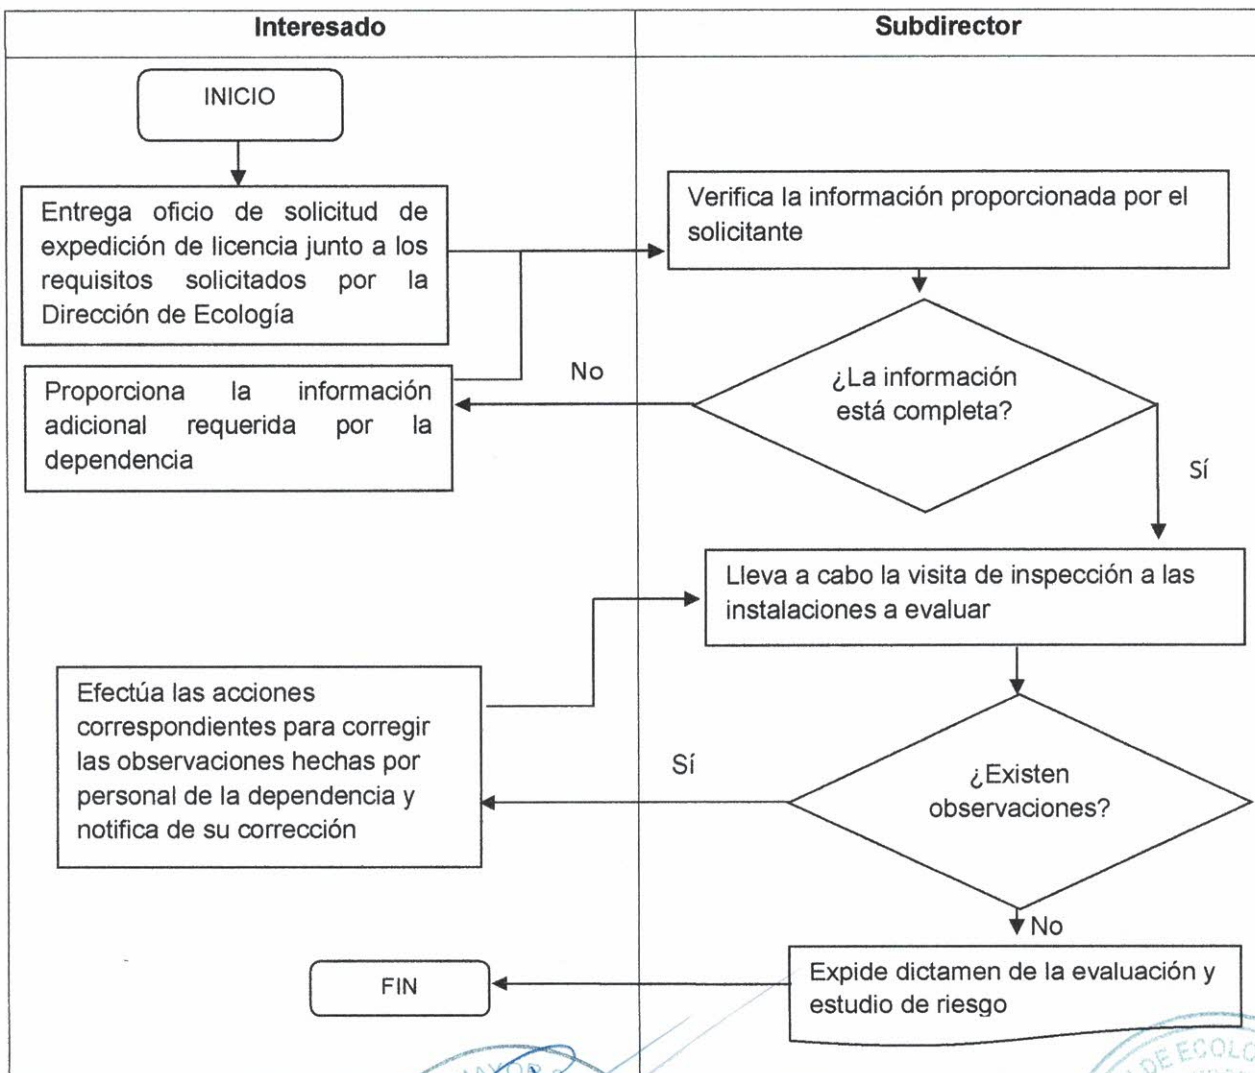 Interesado
Subdirector
INICIO
Entrega oficio de solicitud de
expedición de licencia junto a los
requisitos solicitados por la
Dirección de Ecología
Verifica la información proporcionada por el
solicitante
Proporciona la información
adicional requerida por la
dependencia
No
¿La información
está completa?
Sí
Lleva a cabo la visita de inspección a las
instalaciones a evaluar
Efectúa las acciones
correspondientes para corregir
las observaciones hechas por
personal de la dependencia y
notifica de su corrección
Sí
¿Existen
observaciones?
No
Expide dictamen de la evaluación y
estudio de riesgo
FIN
DE ECOLO